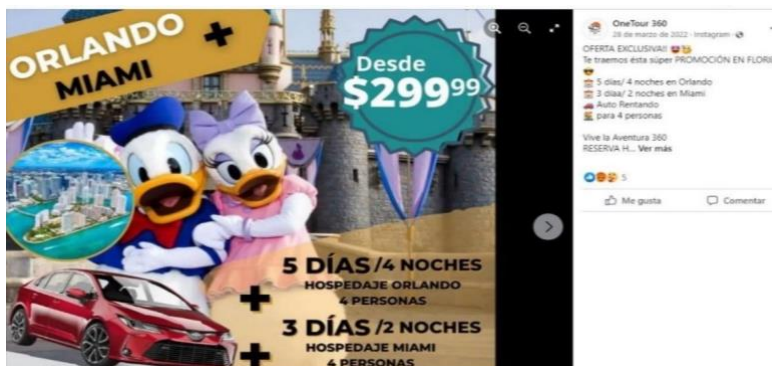 ORLANDO +
MIAMI
Desde
$299⁹⁹
5 DÍAS/4 NOCHES
HOSPEDAJE ORLANDO
4 PERSONAS
+
3 DÍAS/2 NOCHES
HOSPEDAJE MIAMI
4 PERSONAS
+
OneTour 360
28 de marzo de 2022 · Instagram ·
OFERTA EXCLUSIVA!!
Te traemos ésta súper PROMOCIÓN EN FLORI
5 días/ 4 noches en Orlando
3 díaa/ 2 noches en Miami
Auto Rentando
para 4 personas
Vive la Aventura 360
RESERVA H... Ver más
5
Me gusta
Comentar